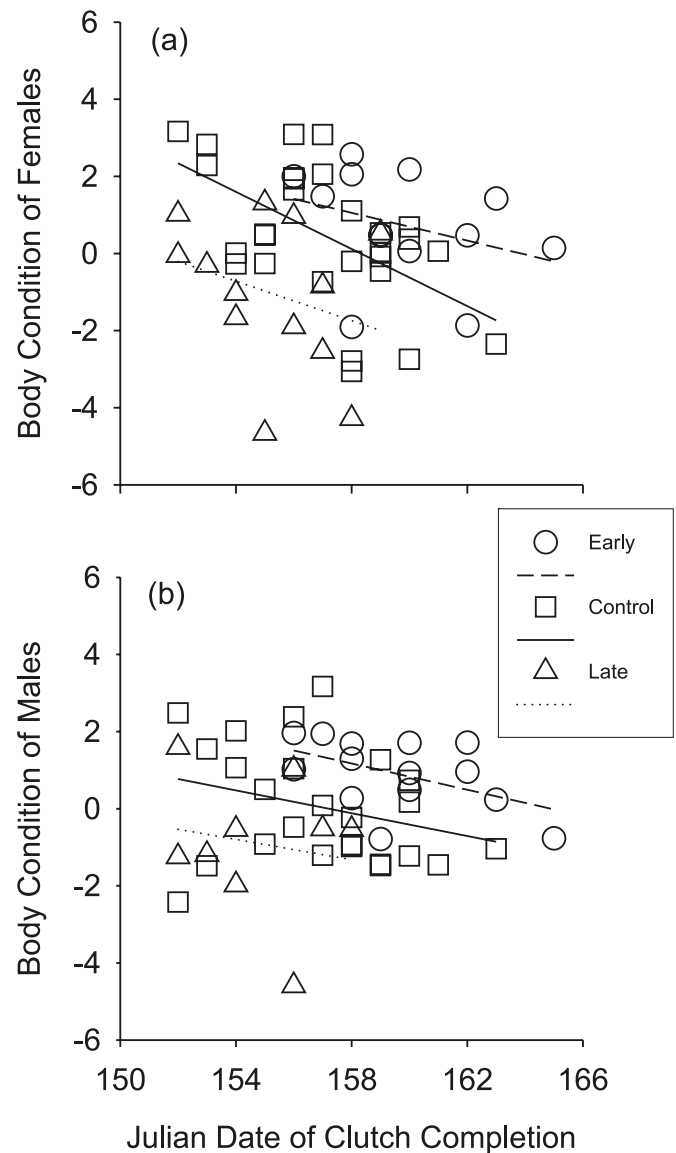 6
(a)
4
2
0
-2
-4
-6
Body Condition of Females
Early
Control
Late
6
(b)
4
2
0
-2
-4
-6
Body Condition of Males
150 154 158 162 166
Julian Date of Clutch Completion